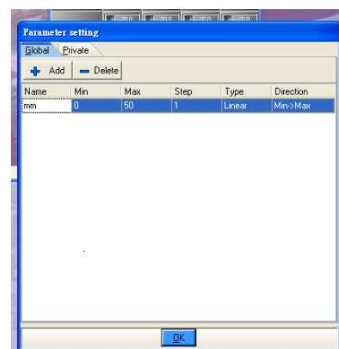 Parameter setting
Global Private
Add Delete
Name Min Max Step Type Direction
mm 0 50 1 Linear Min->Max
OK